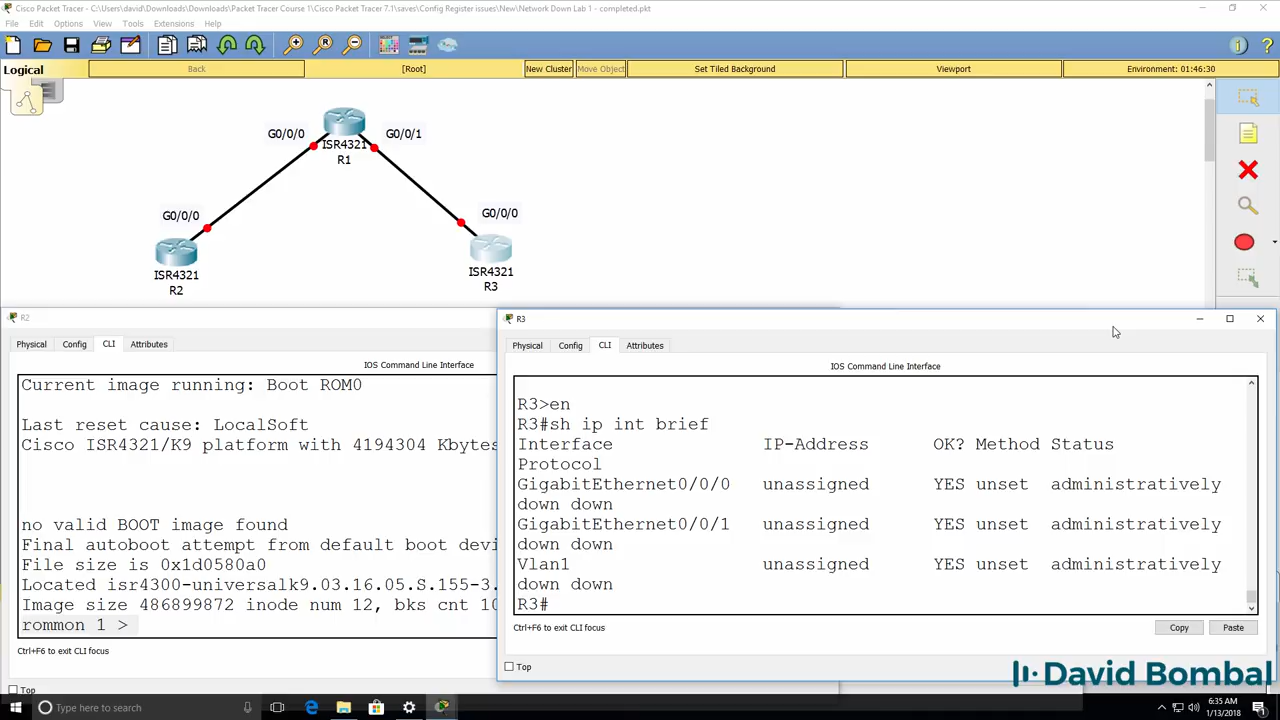 Cisco Packet Tracer - C:\Users\david\Downloads\Downloads\Packet Tracer Course 1\Cisco Packet Tracer 7.1\saves\Config Register issues\New\Network Down Lab 1 - completed.pkt
File Edit Options View Tools Extensions Help
Logical Back [Root] New Cluster Move Object Set Tiled Background Viewport Environment: 01:46:30
G0/0/0 G0/0/1
ISR4321
R1
G0/0/0 G0/0/0
ISR4321
R2
ISR4321
R3
R2
Physical Config CLI Attributes
IOS Command Line Interface
Current image running: Boot ROM0
Last reset cause: LocalSoft
Cisco ISR4321/K9 platform with 4194304 Kbytes
no valid BOOT image found
Final autoboot attempt from default boot devi
File size is 0x1d0580a0
Located isr4300-universalk9.03.16.05.S.155-3.
Image size 486899872 inode num 12, bks cnt 10
rommon 1 >
Ctrl+F6 to exit CLI focus
Top
R3
Physical Config CLI Attributes
IOS Command Line Interface
R3>en
R3#sh ip int brief
Interface IP-Address OK? Method Status
Protocol
GigabitEthernet0/0/0 unassigned YES unset administratively
down down
GigabitEthernet0/0/1 unassigned YES unset administratively
down down
Vlan1 unassigned YES unset administratively
down down
R3#
Ctrl+F6 to exit CLI focus
Copy Paste
Top
David Bombal
Type here to search
6:35 AM
1/13/2018